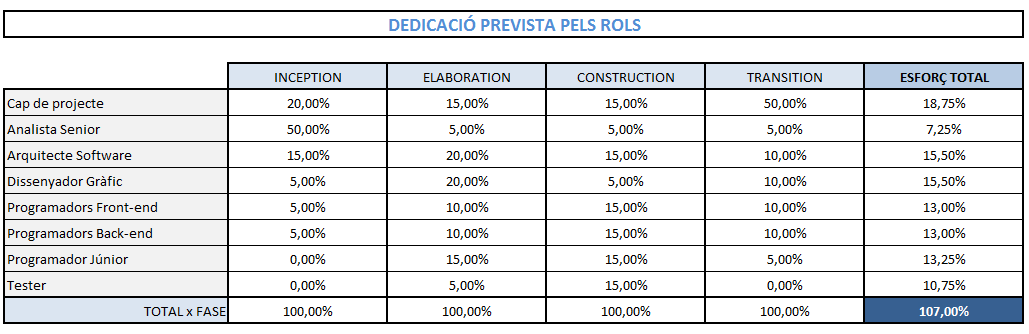 DEDICACIÓ PREVISTA PELS ROLS
INCEPTION ELABORATION CONSTRUCTION TRANSITION ESFORÇ TOTAL
Cap de projecte 20,00% 15,00% 15,00% 50,00% 18,75%
Analista Senior 50,00% 5,00% 5,00% 5,00% 7,25%
Arquitecte Software 15,00% 20,00% 15,00% 10,00% 15,50%
Dissenyador Gràfic 5,00% 20,00% 5,00% 10,00% 15,50%
Programadors Front-end 5,00% 10,00% 15,00% 10,00% 13,00%
Programadors Back-end 5,00% 10,00% 15,00% 10,00% 13,00%
Programador Júnior 0,00% 15,00% 15,00% 5,00% 13,25%
Tester 0,00% 5,00% 15,00% 0,00% 10,75%
TOTAL x FASE 100,00% 100,00% 100,00% 100,00% 107,00%